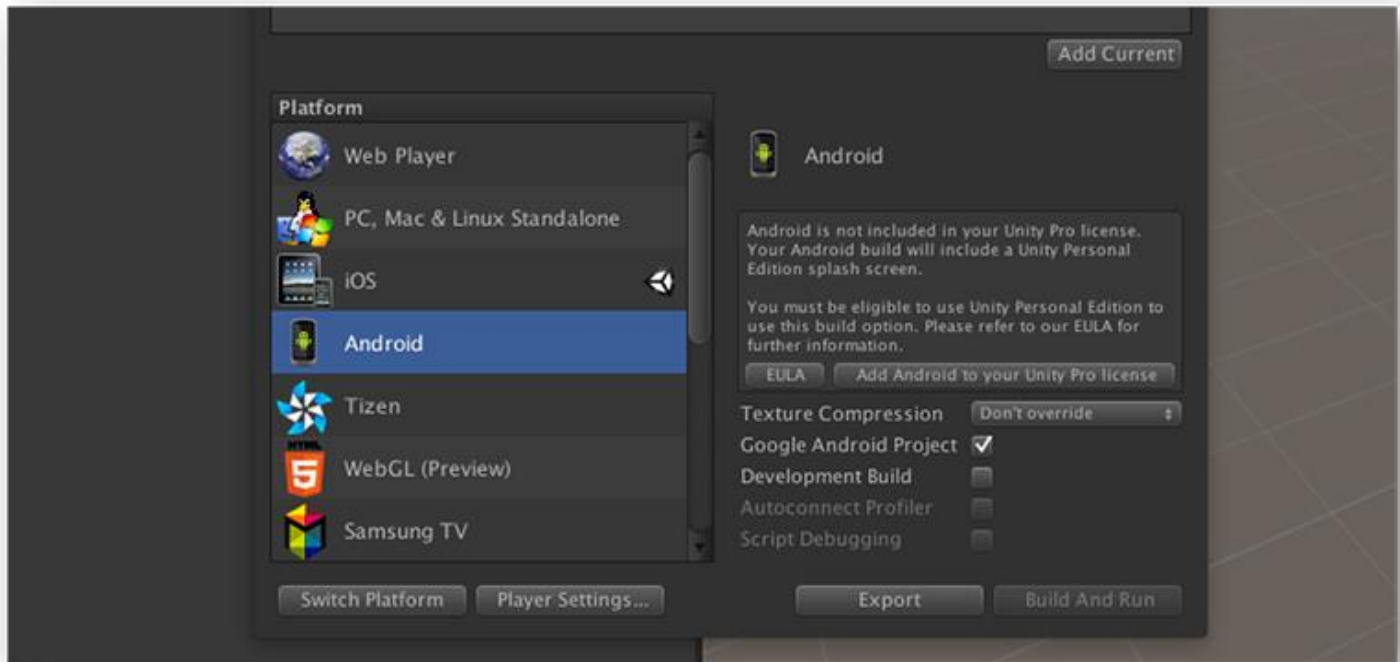 Add Current
Platform
Web Player
PC, Mac & Linux Standalone
iOS
Android
Tizen
HTML
5
WebGL (Preview)
Samsung TV
Android
Android is not included in your Unity Pro license.
Your Android build will include a Unity Personal
Edition splash screen.
You must be eligible to use Unity Personal Edition to
use this build option. Please refer to our EULA for
further information.
EULA
Add Android to your Unity Pro license
Texture Compression
Don't override
Google Android Project
Development Build
Autoconnect Profiler
Script Debugging
Switch Platform
Player Settings...
Export
Build And Run